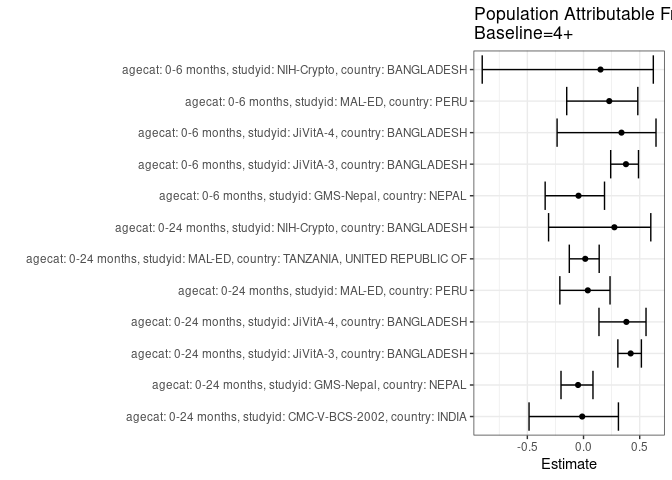 Population Attributable Fr
Baseline=4+
agecat: 0-6 months, studyid: NIH-Crypto, country: BANGLADESH
agecat: 0-6 months, studyid: MAL-ED, country: PERU
agecat: 0-6 months, studyid: JiVitA-4, country: BANGLADESH
agecat: 0-6 months, studyid: JiVitA-3, country: BANGLADESH
agecat: 0-6 months, studyid: GMS-Nepal, country: NEPAL
agecat: 0-24 months, studyid: NIH-Crypto, country: BANGLADESH
agecat: 0-24 months, studyid: MAL-ED, country: TANZANIA, UNITED REPUBLIC OF
agecat: 0-24 months, studyid: MAL-ED, country: PERU
agecat: 0-24 months, studyid: JiVitA-4, country: BANGLADESH
agecat: 0-24 months, studyid: JiVitA-3, country: BANGLADESH
agecat: 0-24 months, studyid: GMS-Nepal, country: NEPAL
agecat: 0-24 months, studyid: CMC-V-BCS-2002, country: INDIA
-0.5 0.0 0.5
Estimate